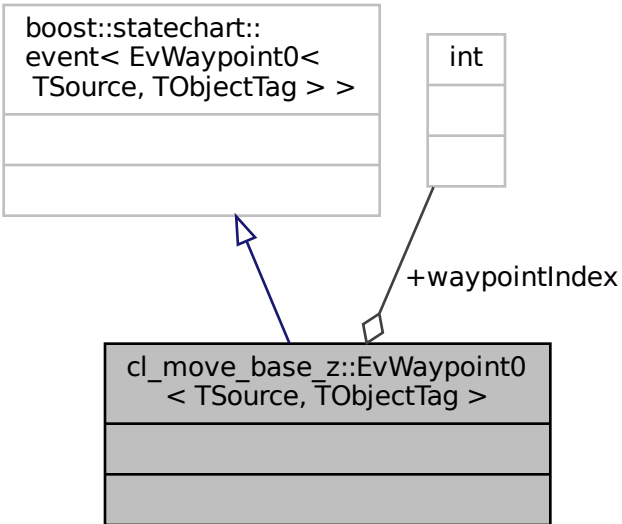 boost::statechart::
event< EvWaypoint0<
TSource, TObjectTag > >
int
+waypointIndex
cl_move_base_z::EvWaypoint0
< TSource, TObjectTag >